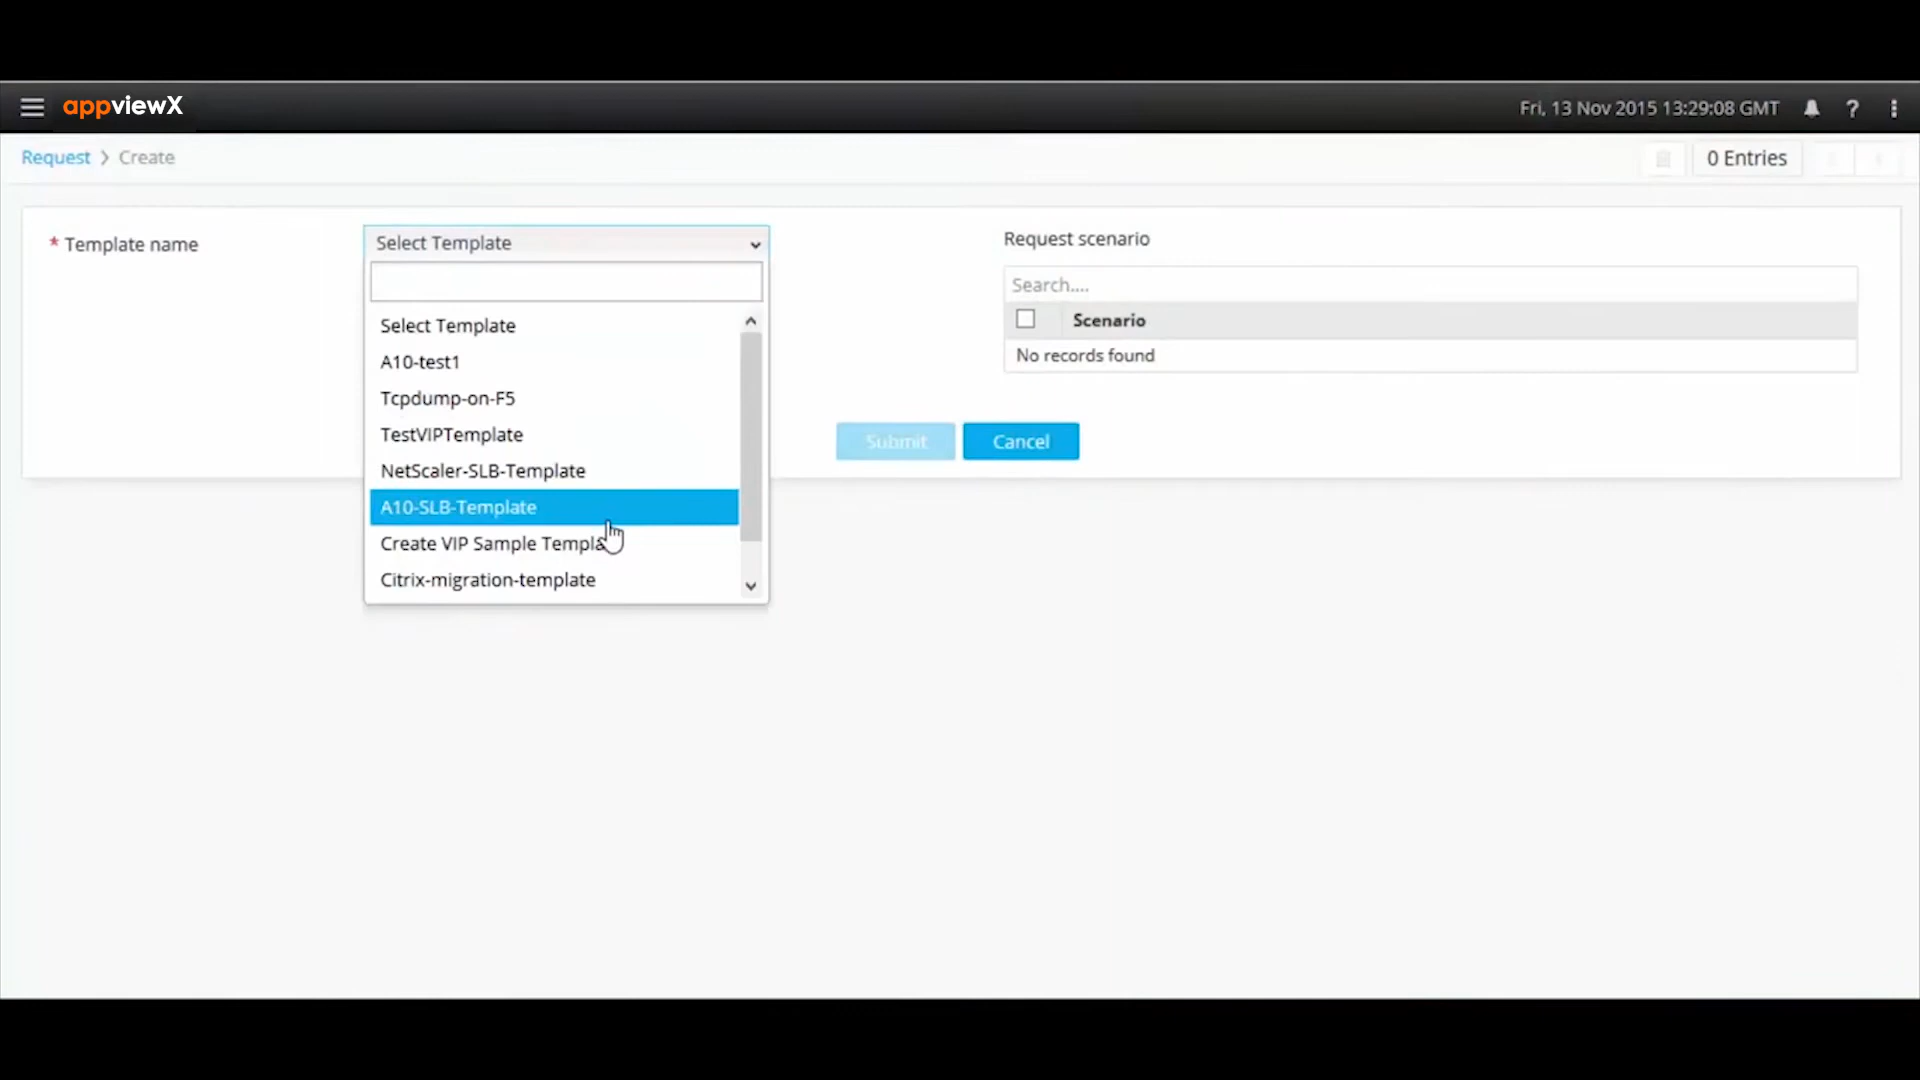 appviewX
Fri, 13 Nov 2015 13:29:08 GMT
?
Request > Create
0 Entries
* Template name
Select Template
Select Template
A10-test1
Tcpdump-on-F5
TestVIPTemplate
NetScaler-SLB-Template
A10-SLB-Template
Create VIP Sample Templa
Citrix-migration-template
Request scenario
Search....
Scenario
No records found
Submit
Cancel